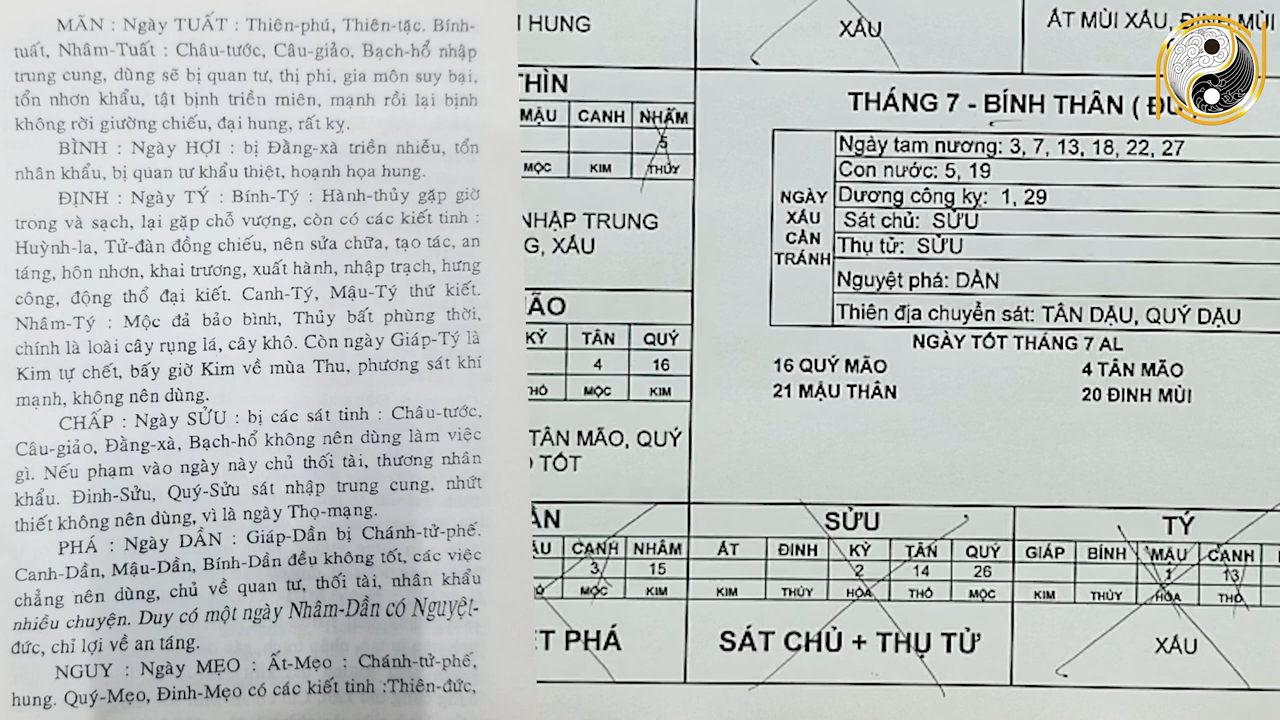 MÃN : Ngày TUẤT : Thiên-phú, Thiên-tặc. Bính-
tuất, Nhâm-Tuất : Châu-tước, Câu-giảo, Bạch-hổ nhập
trung cung, dùng sẽ bị quan tư, thị phi, gia môn suy bại,
tổn nhơn khẩu, tật bịnh triền miên, mạnh rồi lại bịnh
không rời giường chiếu, đại hung, rất kỵ.
BÌNH : Ngày HỢI : bị Đằng-xà triền nhiễu, tổn
nhân khẩu, bị quan tư khẩu thiệt, hoạnh họa hung.
ĐỊNH : Ngày TÝ : Bính-Tý : Hành-thủy gặp giờ
trong và sạch, lại gặp chỗ vượng, còn có các kiết tinh :
Huỳnh-la, Tử-đàn đồng chiếu, nên sửa chữa, tạo tác, an
táng, hôn nhơn, khai trương, xuất hành, nhập trạch, hưng
công, động thổ đại kiết. Canh-Tý, Mậu-Tý thứ kiết.
Nhâm-Tý : Mộc đả bảo bình, Thủy bất phùng thời,
chính là loài cây rụng lá, cây khô. Còn ngày Giáp-Tý là
Kim tự chết, bấy giờ Kim về mùa Thu, phương sát khí
mạnh, không nên dùng.
CHẤP : Ngày SỬU : bị các sát tinh : Châu-tước,
Câu-giảo, Đằng-xà, Bạch-hổ không nên dùng làm việc
gì. Nếu phạm vào ngày này chủ thối tài, thương nhân
khẩu. Đinh-Sửu, Quý-Sửu sát nhập trung cung, nhứt
thiết không nên dùng, vì là ngày Thọ-mạng.
PHÁ : Ngày DẦN : Giáp-Dần bị Chánh-tử-phế.
Canh-Dần, Mậu-Dần, Bính-Dần đều không tốt, các việc
chẳng nên dùng, chủ về quan tư, thối tài, nhân khẩu
nhiều chuyện. Duy có một ngày Nhâm-Dần có Nguyệt-
đức, chỉ lợi về an táng.
NGUY : Ngày MẸO : Ất-Mẹo : Chánh-tử-phế,
hung. Quý-Mẹo, Đinh-Mẹo có các kiết tinh :Thiên-đức,
HUNG
XẤU
ẤT MÙI XẤU, ĐINH MÙI
THÌN
MẬU CANH NHÂM
5
MỘC KIM THỦY
NHẬP TRUNG
XẤU
MÃO
KỶ TÂN QUÝ
4 16
THỔ MỘC KIM
TÂN MÃO, QUÝ
TỐT
THÁNG 7 - BÍNH THÂN (
NGÀY XẤU CẦN TRÁNH
Ngày tam nương: 3, 7, 13, 18, 22, 27
Con nước: 5, 19
Dương công kỵ: 1, 29
Sát chủ: SỬU
Thụ tử: SỬU
Nguyệt phá: DẦN
Thiên địa chuyển sát: TÂN DẬU, QUÝ DẬU
NGÀY TỐT THÁNG 7 AL
16 QUÝ MÃO 4 TÂN MÃO
21 MẬU THÂN 20 ĐINH MÙI
CANH NHÂM
3 15
MỘC KIM
PHÁ
SỬU
ẤT ĐINH KỶ TÂN QUÝ
2 14 26
KIM THỦY HỎA THỔ MỘC
SÁT CHỦ + THỤ TỬ
TÝ
GIÁP BÍNH MẬU CANH
1 13
KIM THỦY HỎA THỔ
XẤU